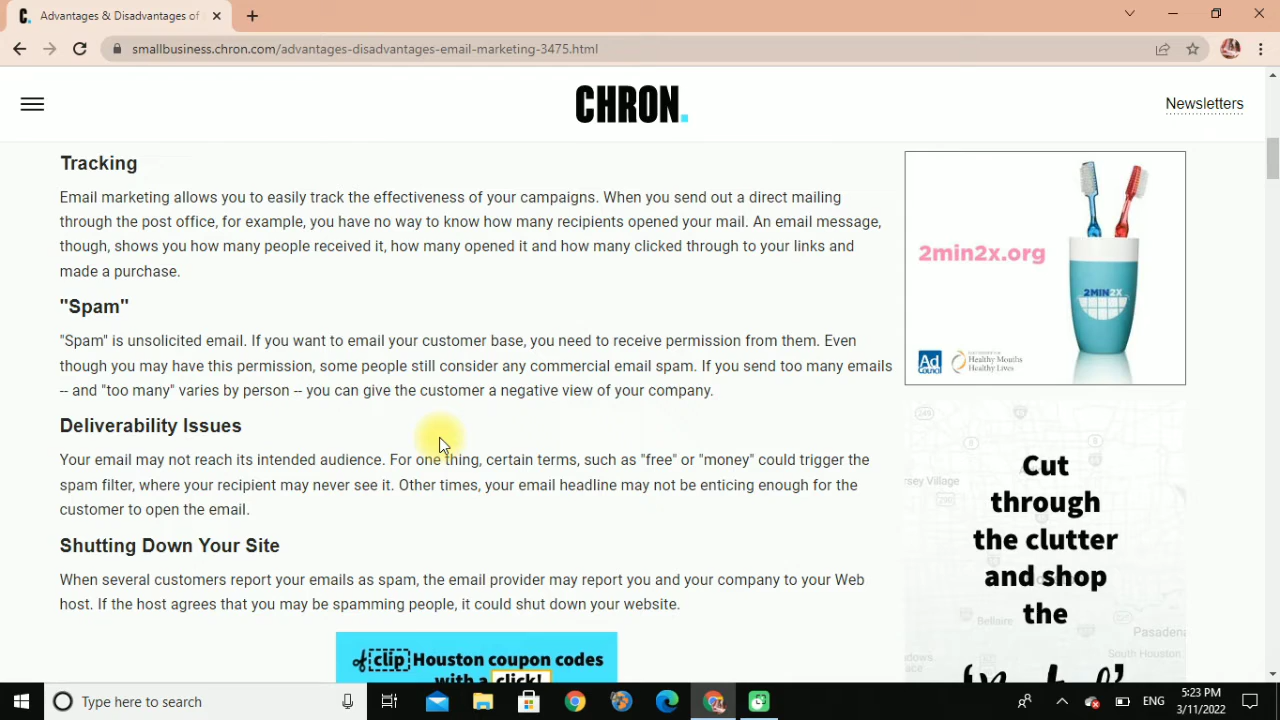 Advantages & Disadvantages of
smallbusiness.chron.com/advantages-disadvantages-email-marketing-3475.html
CHRON.
Newsletters
Tracking
Email marketing allows you to easily track the effectiveness of your campaigns. When you send out a direct mailing
through the post office, for example, you have no way to know how many recipients opened your mail. An email message,
though, shows you how many people received it, how many opened it and how many clicked through to your links and
made a purchase.
"Spam"
"Spam" is unsolicited email. If you want to email your customer base, you need to receive permission from them. Even
though you may have this permission, some people still consider any commercial email spam. If you send too many emails
-- and "too many" varies by person -- you can give the customer a negative view of your company.
Deliverability Issues
Your email may not reach its intended audience. For one thing, certain terms, such as "free" or "money" could trigger the
spam filter, where your recipient may never see it. Other times, your email headline may not be enticing enough for the
customer to open the email.
Shutting Down Your Site
When several customers report your emails as spam, the email provider may report you and your company to your Web
host. If the host agrees that you may be spamming people, it could shut down your website.
clip Houston coupon codes
with a click!
2min2x.org
2MIN2X
Ad
Council
Healthy Mouths
Healthy Lives
249
8
8
Jersey Village
Cut
through
the clutter
and shop
the
Bellaire
Pasadena
South Houston
Type here to search
ENG
5:23 PM
3/11/2022